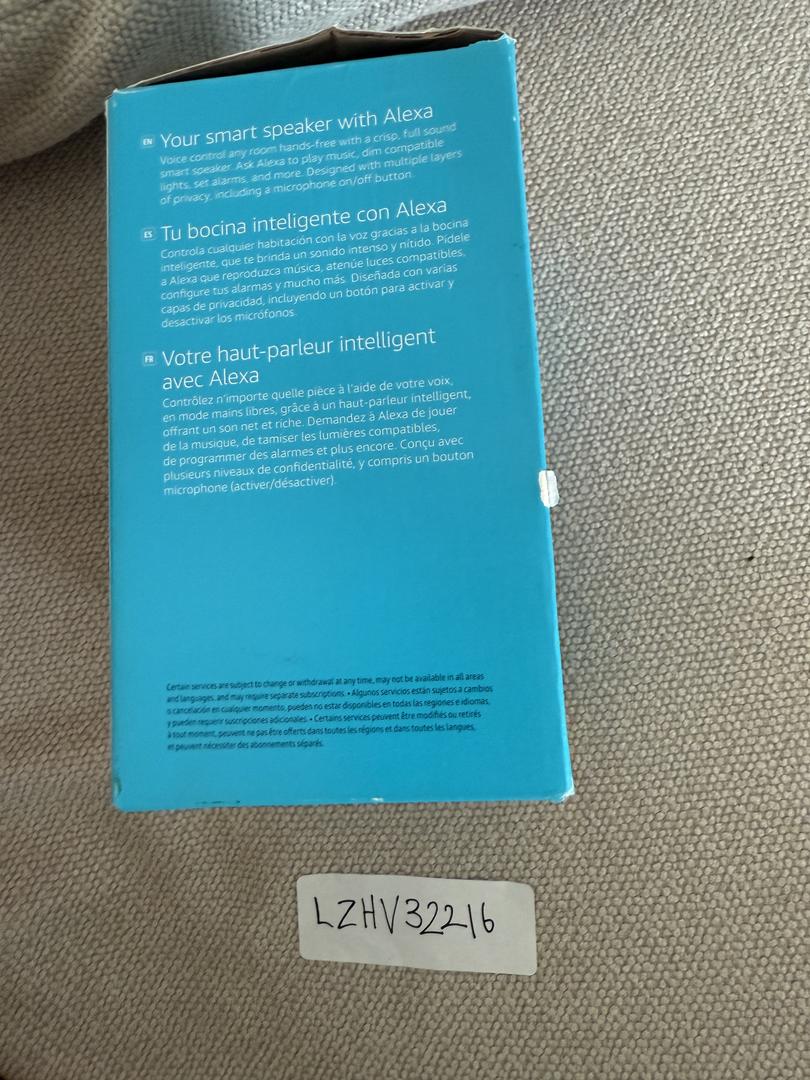 EN Your smart speaker with Alexa
Voice control any room hands-free with a crisp, full sound
smart speaker. Ask Alexa to play music, dim compatible
lights, set alarms, and more. Designed with multiple layers
of privacy, including a microphone on/off button.
ES Tu bocina inteligente con Alexa
Controla cualquier habitación con la voz gracias a la bocina
inteligente, que te brinda un sonido intenso y nítido. Pídele
a Alexa que reproduzca música, atenúe luces compatibles,
configure tus alarmas y mucho más. Diseñada con varias
capas de privacidad, incluyendo un botón para activar y
desactivar los micrófonos.
FR Votre haut-parleur intelligent
avec Alexa
Contrôlez n'importe quelle pièce à l'aide de votre voix,
en mode mains libres, grâce à un haut-parleur intelligent,
offrant un son net et riche. Demandez à Alexa de jouer
de la musique, de tamiser les lumières compatibles,
de programmer des alarmes et plus encore. Conçu avec
plusieurs niveaux de confidentialité, y compris un bouton
microphone (activer/désactiver).
Certain services are subject to change or withdrawal at any time, may not be available in all areas
and languages, and may require separate subscriptions. • Algunos servicios están sujetos a cambios
o cancelación en cualquier momento, pueden no estar disponibles en todas las regiones e idiomas,
y pueden requerir suscripciones adicionales. • Certains services peuvent être modifiés ou retirés
à tout moment, peuvent ne pas être offerts dans toutes les régions et dans toutes les langues,
et peuvent nécessiter des abonnements séparés.
LZHV32216